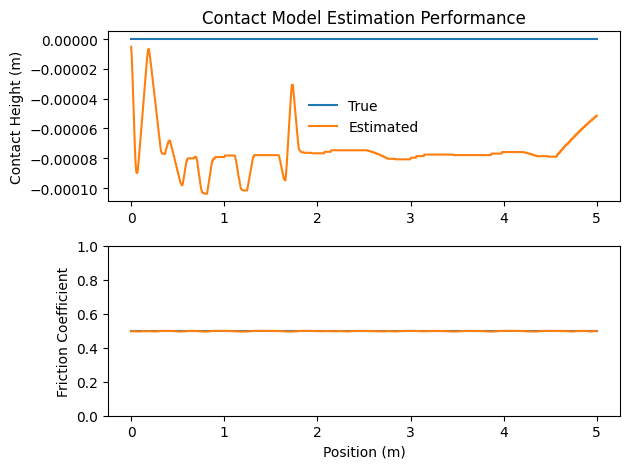 Contact Model Estimation Performance
Contact Height (m)
0.00000
−0.00002
−0.00004
−0.00006
−0.00008
−0.00010
True
Estimated
0 1 2 3 4 5
Friction Coefficient
1.0
0.8
0.6
0.4
0.2
0.0
0 1 2 3 4 5
Position (m)